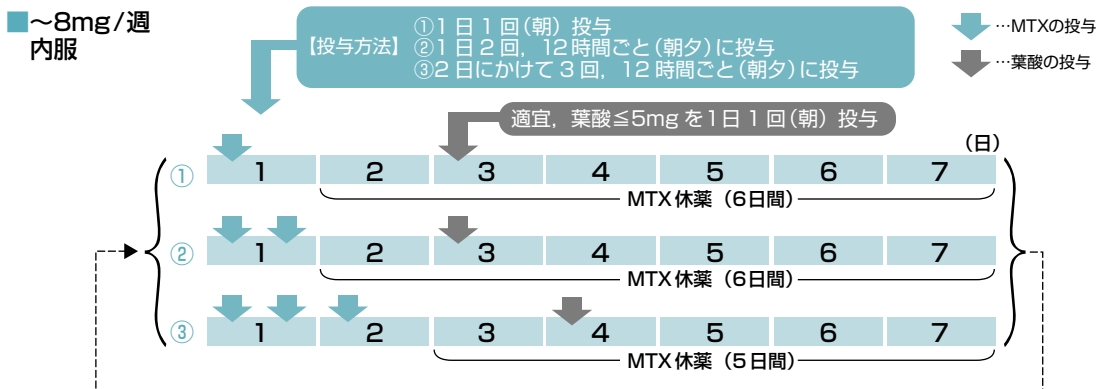 ■〜8mg/週
内服
【投与方法】
①1日1回(朝)投与
②1日2回，12時間ごと(朝夕)に投与
③2日にかけて3回，12時間ごと(朝夕)に投与
…MTXの投与
…葉酸の投与
適宜，葉酸≦5mgを1日1回(朝)投与
(日)
① 1 2 3 4 5 6 7
MTX休薬（6日間）
② 1 2 3 4 5 6 7
MTX休薬（6日間）
③ 1 2 3 4 5 6 7
MTX休薬（5日間）